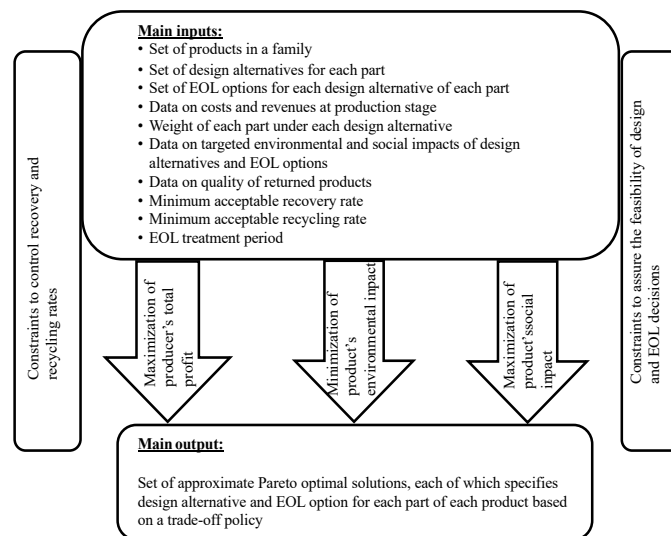 Main inputs:
• Set of products in a family
• Set of design alternatives for each part
• Set of EOL options for each design alternative of each part
• Data on costs and revenues at production stage
• Weight of each part under each design alternative
• Data on targeted environmental and social impacts of design
alternatives and EOL options
• Data on quality of returned products
• Minimum acceptable recovery rate
• Minimum acceptable recycling rate
• EOL treatment period
Constraints to control recovery and
recycling rates
Maximization of
producer's total
profit
Minimization of
product's
environmental inpact
Maximization of
product'ssocial
inpact
Constraints to assure the feasibility of design
and EOL decisions
Main output:
Set of approximate Pareto optimal solutions, each of which specifies
design alternative and EOL option for each part of each product based
on a trade-off policy